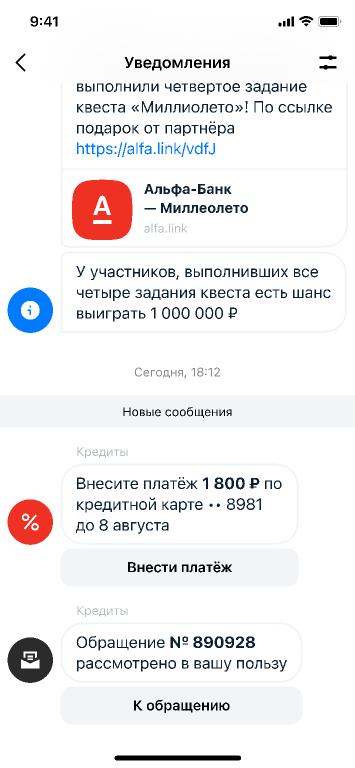 9:41
Уведомления
выполнили четвертое задание
квеста «Миллиолето»! По ссылке
подарок от партнёра
https://alfa.link/vdfJ
А
Альфа-Банк
— Миллеолето
alfa.link
У участников, выполнивших все
четыре задания квеста есть шанс
выиграть 1 000 000 ₽
Сегодня, 18:12
Новые сообщения
Кредиты
Внесите платёж 1 800 ₽ по
кредитной карте •• 8981
до 8 августа
Внести платёж
Кредиты
Обращение № 890928
рассмотрено в вашу пользу
К обращению